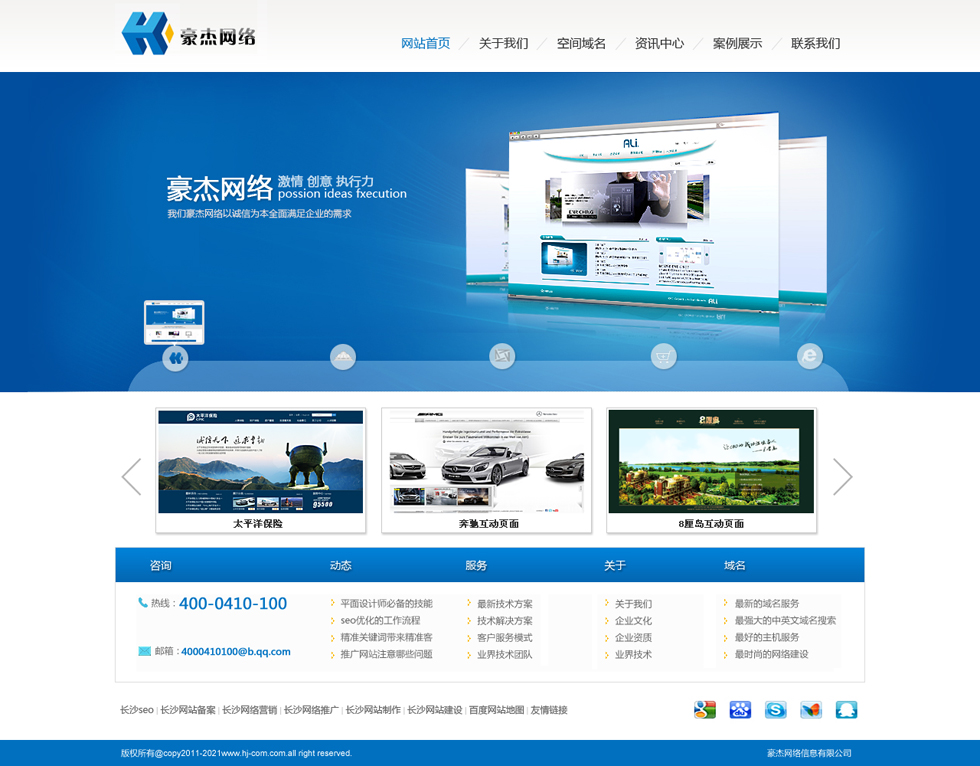 豪杰网络
网站首页 关于我们 空间域名 资讯中心 案例展示 联系我们
豪杰网络 激情 创意 执行力
possion ideas fxecution
我们豪杰网络以诚信为本全面满足企业的需求
ALi.
ALi
太平洋保险
95500
太平洋保险
奔驰互动页面
8厘岛
8厘岛互动页面
咨询 动态 服务 关于 域名
热线：400-0410-100
邮箱：4000410100@b.qq.com
平面设计师必备的技能
seo优化的工作流程
精准关键词带来精准客
推广网站注意哪些问题
最新技术方案
技术解决方案
客户服务模式
业界技术团队
关于我们
企业文化
企业资质
业界技术
最新的域名服务
最强大的中英文域名搜索
最好的主机服务
最时尚的网络建设
长沙seo | 长沙网站备案 | 长沙网络营销 | 长沙网络推广 | 长沙网站制作 | 长沙网站建设 | 百度网站地图 | 友情链接
版权所有@copy2011-2021www.hj-com.com.all right reserved.
豪杰网络信息有限公司